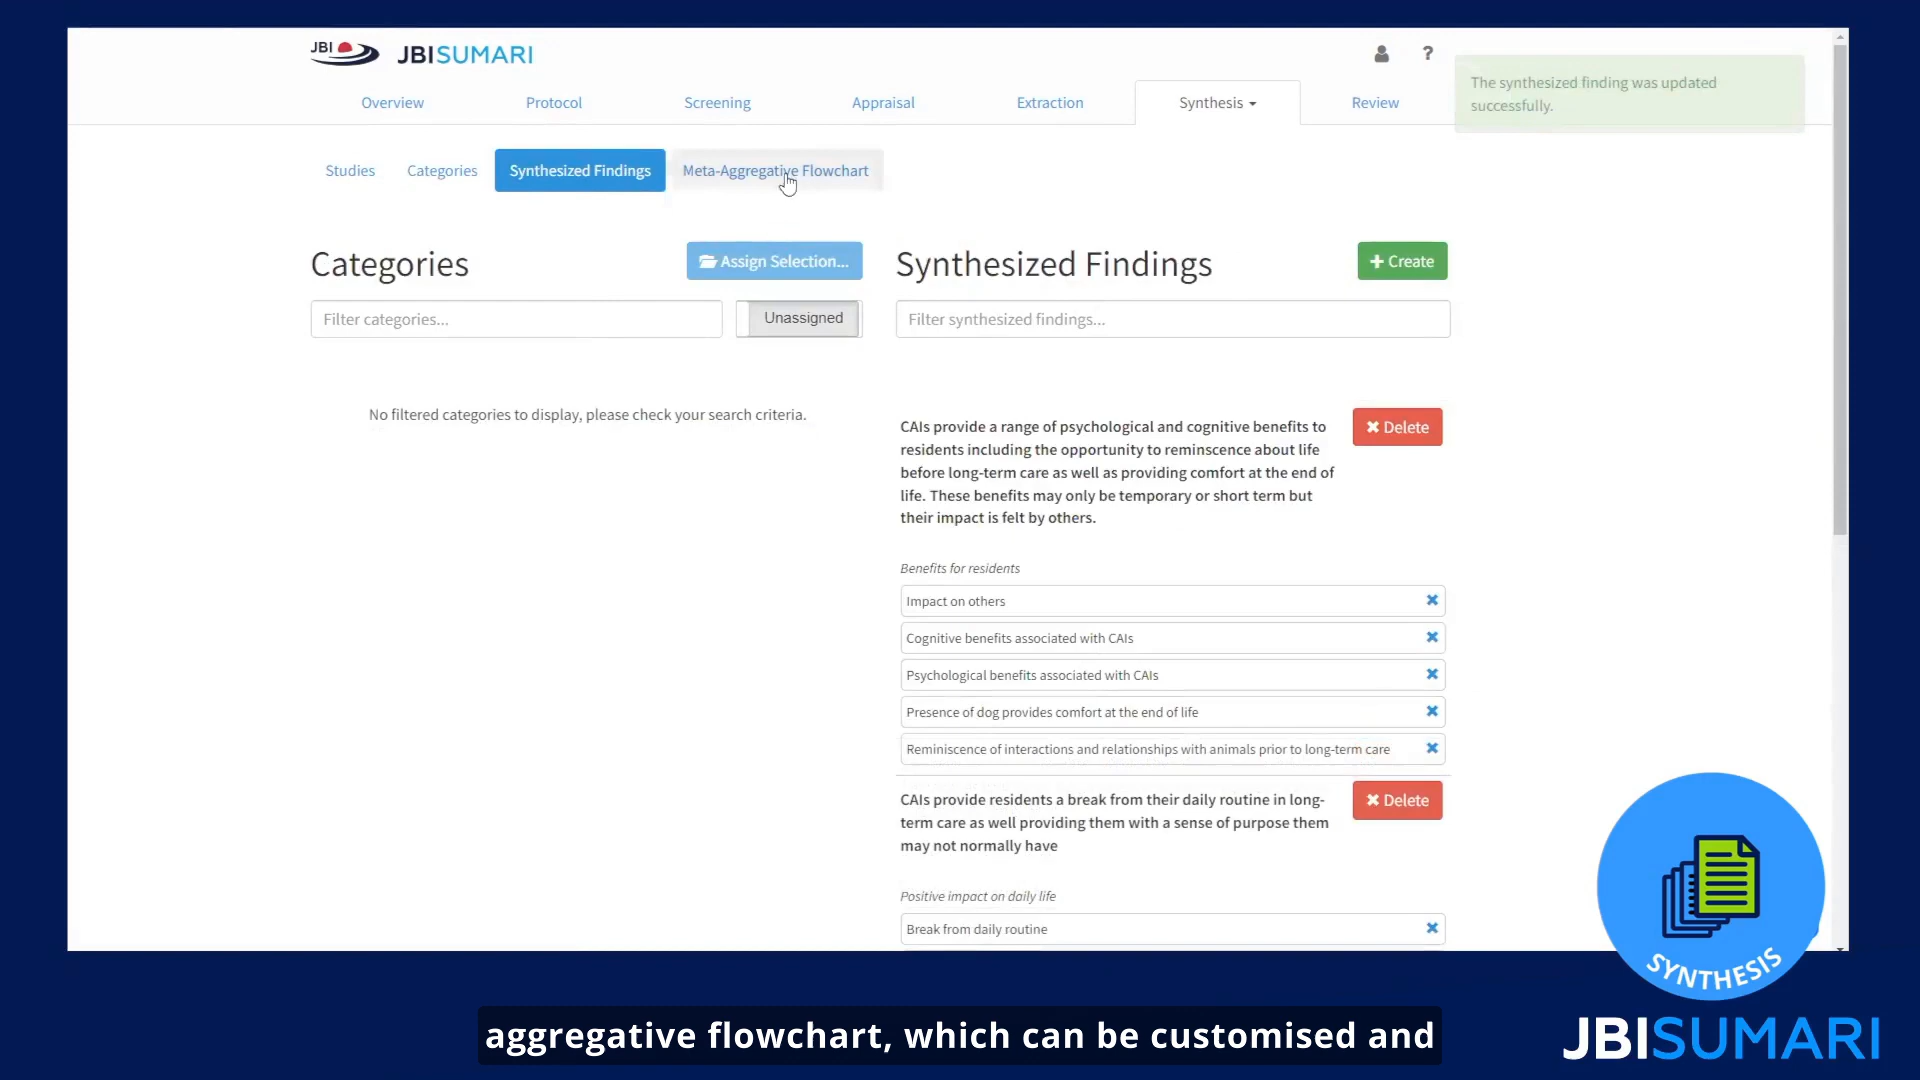 JBI JBISUMARI
?
The synthesized finding was updated
successfully.
Overview Protocol Screening Appraisal Extraction Synthesis Review
Studies Categories Synthesized Findings Meta-Aggregative Flowchart
Categories
Assign Selection...
Filter categories...
Unassigned
No filtered categories to display, please check your search criteria.
Synthesized Findings
Create
Filter synthesized findings...
CAIs provide a range of psychological and cognitive benefits to
residents including the opportunity to reminscence about life
before long-term care as well as providing comfort at the end of
life. These benefits may only be temporary or short term but
their impact is felt by others.
Delete
Benefits for residents
Impact on others
Cognitive benefits associated with CAIs
Psychological benefits associated with CAIs
Presence of dog provides comfort at the end of life
Reminiscence of interactions and relationships with animals prior to long-term care
CAIs provide residents a break from their daily routine in long-
term care as well providing them with a sense of purpose them
may not normally have
Delete
Positive impact on daily life
Break from daily routine
SYNTHESIS
aggregative flowchart, which can be customised and
JBISUMARI